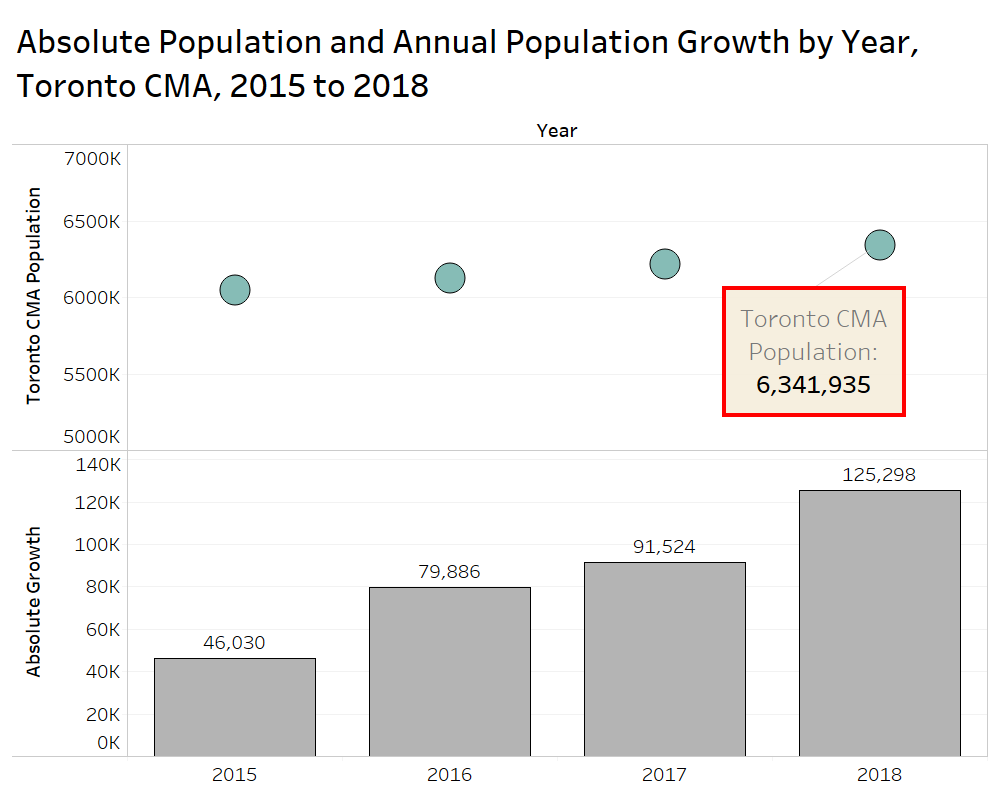 Absolute Population and Annual Population Growth by Year,
Toronto CMA, 2015 to 2018
Year
Toronto CMA Population
7000K
6500K
6000K
5500K
5000K
Toronto CMA
Population:
6,341,935
Absolute Growth
140K
120K
100K
80K
60K
40K
20K
0K
46,030
79,886
91,524
125,298
2015
2016
2017
2018